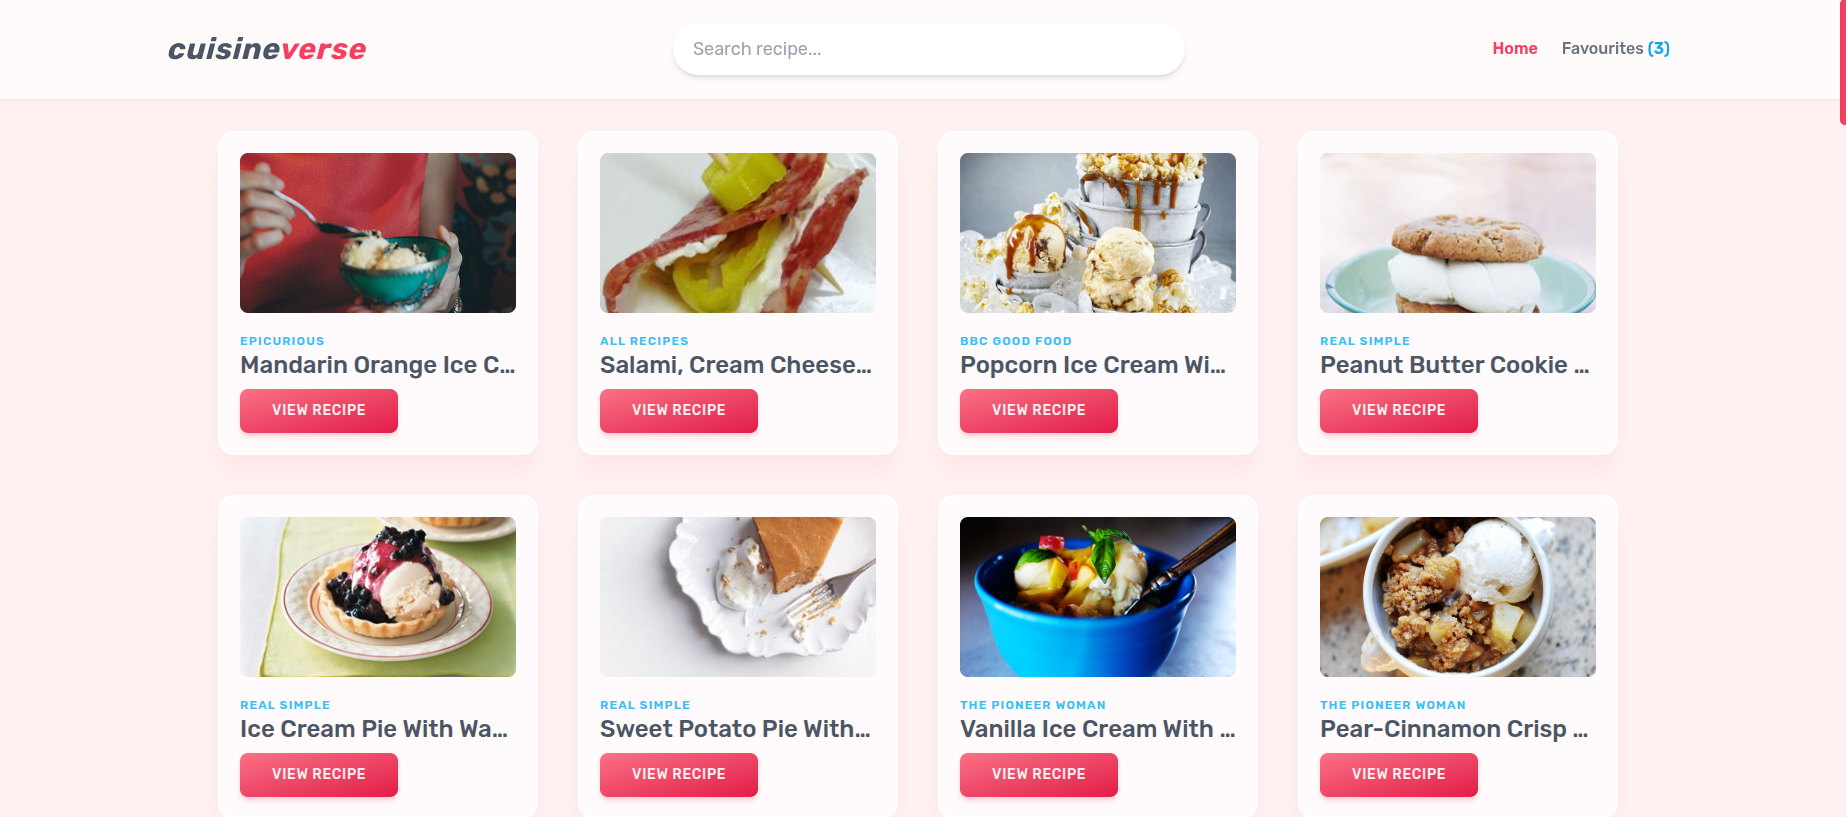 cuisineverse
Search recipe...
Home
Favourites (3)
EPICURIOUS
Mandarin Orange Ice C...
VIEW RECIPE
ALL RECIPES
Salami, Cream Cheese...
VIEW RECIPE
BBC GOOD FOOD
Popcorn Ice Cream Wi...
VIEW RECIPE
REAL SIMPLE
Peanut Butter Cookie ...
VIEW RECIPE
REAL SIMPLE
Ice Cream Pie With Wa...
VIEW RECIPE
REAL SIMPLE
Sweet Potato Pie With...
VIEW RECIPE
THE PIONEER WOMAN
Vanilla Ice Cream With ...
VIEW RECIPE
THE PIONEER WOMAN
Pear-Cinnamon Crisp ...
VIEW RECIPE